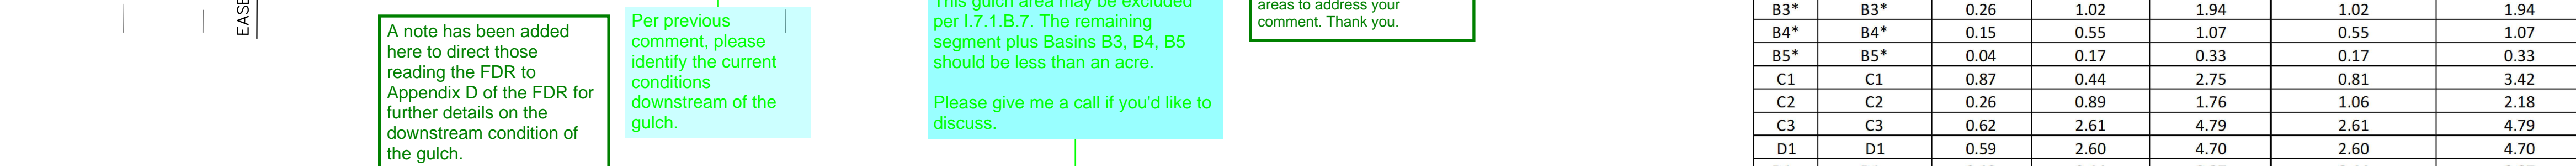 EASE
A note has been added
here to direct those
reading the FDR to
Appendix D of the FDR for
further details on the
downstream condition of
the gulch.
Per previous
comment, please
identify the current
conditions
downstream of the
gulch.
This gulch area may be excluded
per I.7.1.B.7. The remaining
segment plus Basins B3, B4, B5
should be less than an acre.
Please give me a call if you'd like to
discuss.
areas to address your
comment. Thank you.
B3* B3* 0.26 1.02 1.94 1.02 1.94
B4* B4* 0.15 0.55 1.07 0.55 1.07
B5* B5* 0.04 0.17 0.33 0.17 0.33
C1 C1 0.87 0.44 2.75 0.81 3.42
C2 C2 0.26 0.89 1.76 1.06 2.18
C3 C3 0.62 2.61 4.79 2.61 4.79
D1 D1 0.59 2.60 4.70 2.60 4.70